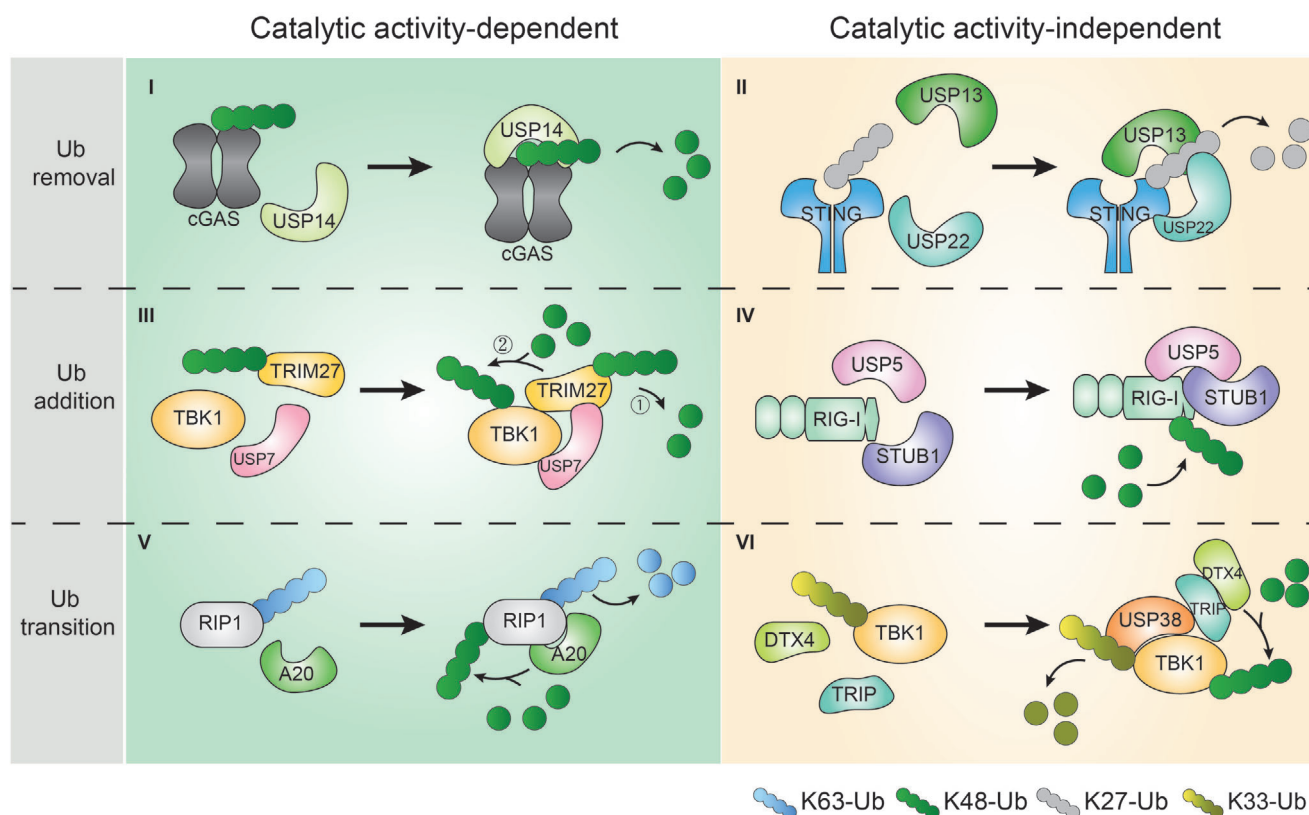 Catalytic activity-dependent
Catalytic activity-independent
Ub
removal
I
cGAS
USP14
USP14
cGAS
II
USP13
STING
USP22
USP13
STING
USP22
Ub
addition
III
TRIM27
TBK1
USP7
②
TRIM27
①
TBK1
USP7
IV
USP5
RIG-I
STUB1
USP5
RIG-I
STUB1
Ub
transition
V
RIP1
A20
RIP1
A20
VI
DTX4
TBK1
TRIP
DTX4
TRIP
USP38
TBK1
K63-Ub
K48-Ub
K27-Ub
K33-Ub